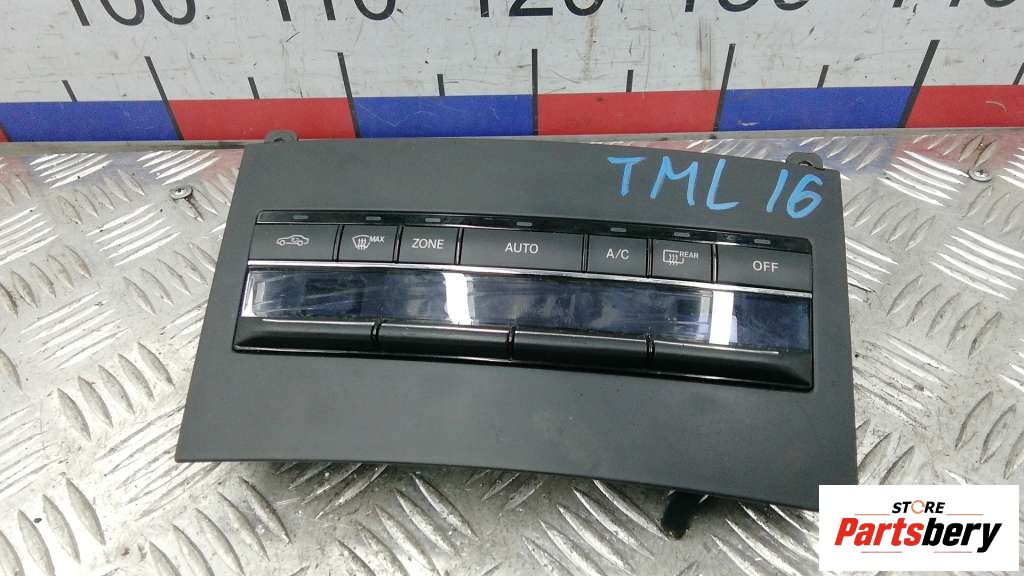 TML 16
MAX
ZONE
AUTO
A/C
REAR
OFF
STORE
Partsbery